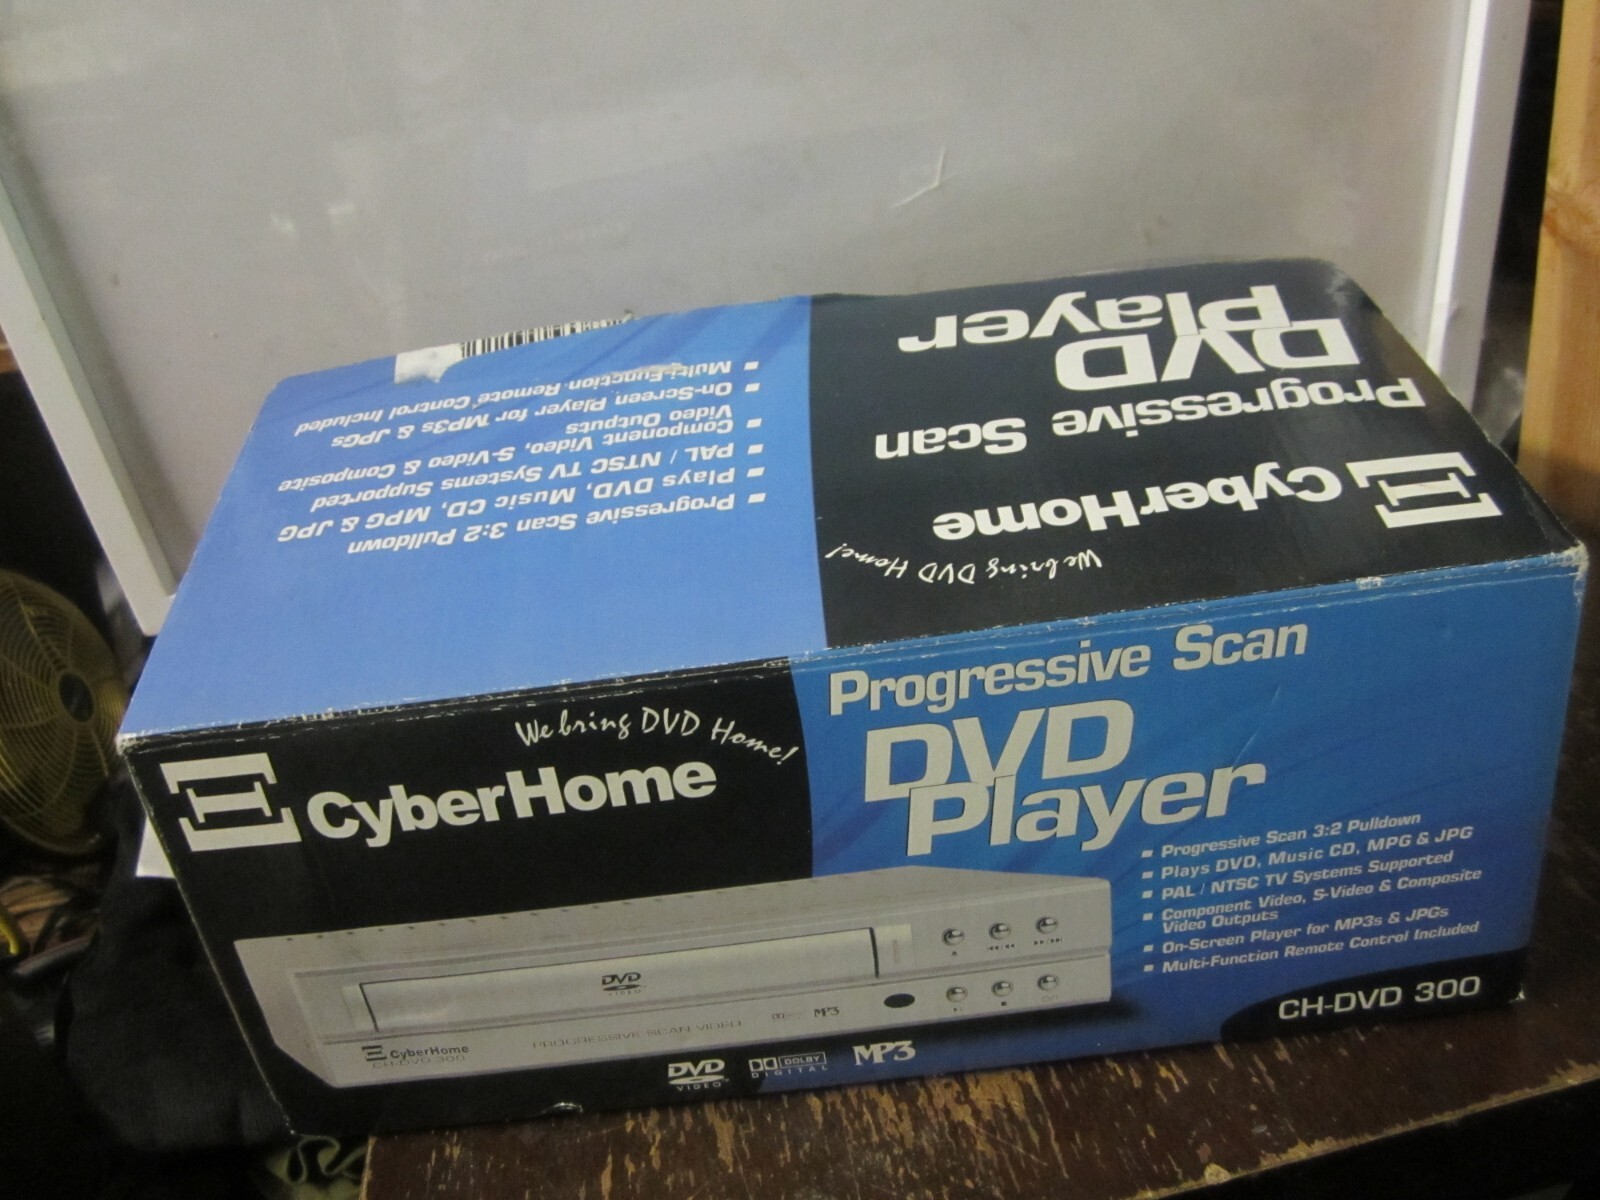 DVD
Player
Progressive Scan
CyberHome
We bring DVD Home!
Progressive Scan 3:2 Pulldown
Plays DVD, Music CD, MPG & JPG
PAL / NTSC TV Systems Supported
Component Video, S-Video & Composite
Video Outputs
On-Screen Player for MP3s & JPGs
Multi-Function Remote Control Included
We bring DVD Home!
CyberHome
Progressive Scan
DVD
Player
Progressive Scan 3:2 Pulldown
Plays DVD, Music CD, MPG & JPG
PAL / NTSC TV Systems Supported
Component Video, S-Video & Composite
Video Outputs
On-Screen Player for MP3s & JPGs
Multi-Function Remote Control Included
CH-DVD 300
DVD
VIDEO
CyberHome
CH-DVD 300
PROGRESSIVE SCAN VIDEO
MP3
DVD
VIDEO
DOLBY
DIGITAL
MP3